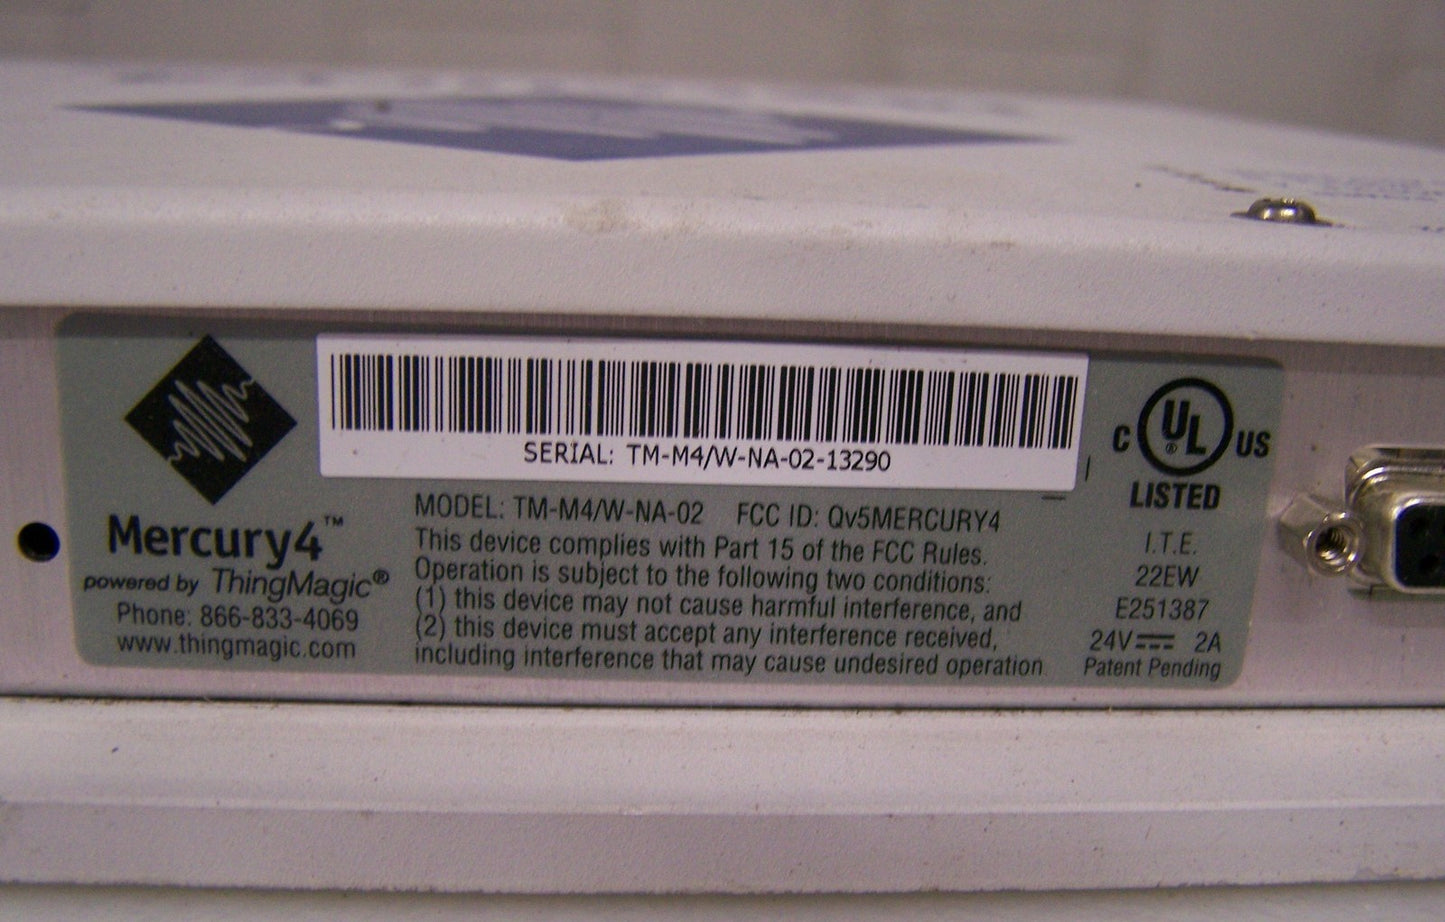 SERIAL: TM-M4/W-NA-02-13290
Mercury4™
powered by ThingMagic®
Phone: 866-833-4069
www.thingmagic.com
MODEL: TM-M4/W-NA-02 FCC ID: Qv5MERCURY4
This device complies with Part 15 of the FCC Rules.
Operation is subject to the following two conditions:
(1) this device may not cause harmful interference, and
(2) this device must accept any interference received,
including interference that may cause undesired operation
C UL ® US
LISTED
I.T.E.
22EW
E251387
24V⎓ 2A
Patent Pending